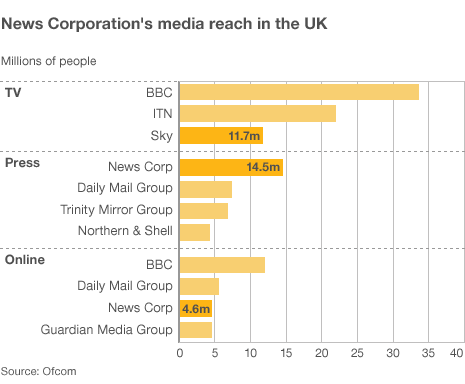 News Corporation's media reach in the UK
Millions of people
TV
BBC
ITN
Sky
11.7m
Press
News Corp
14.5m
Daily Mail Group
Trinity Mirror Group
Northern & Shell
Online
BBC
Daily Mail Group
News Corp
4.6m
Guardian Media Group
0 5 10 15 20 25 30 35 40
Source: Ofcom